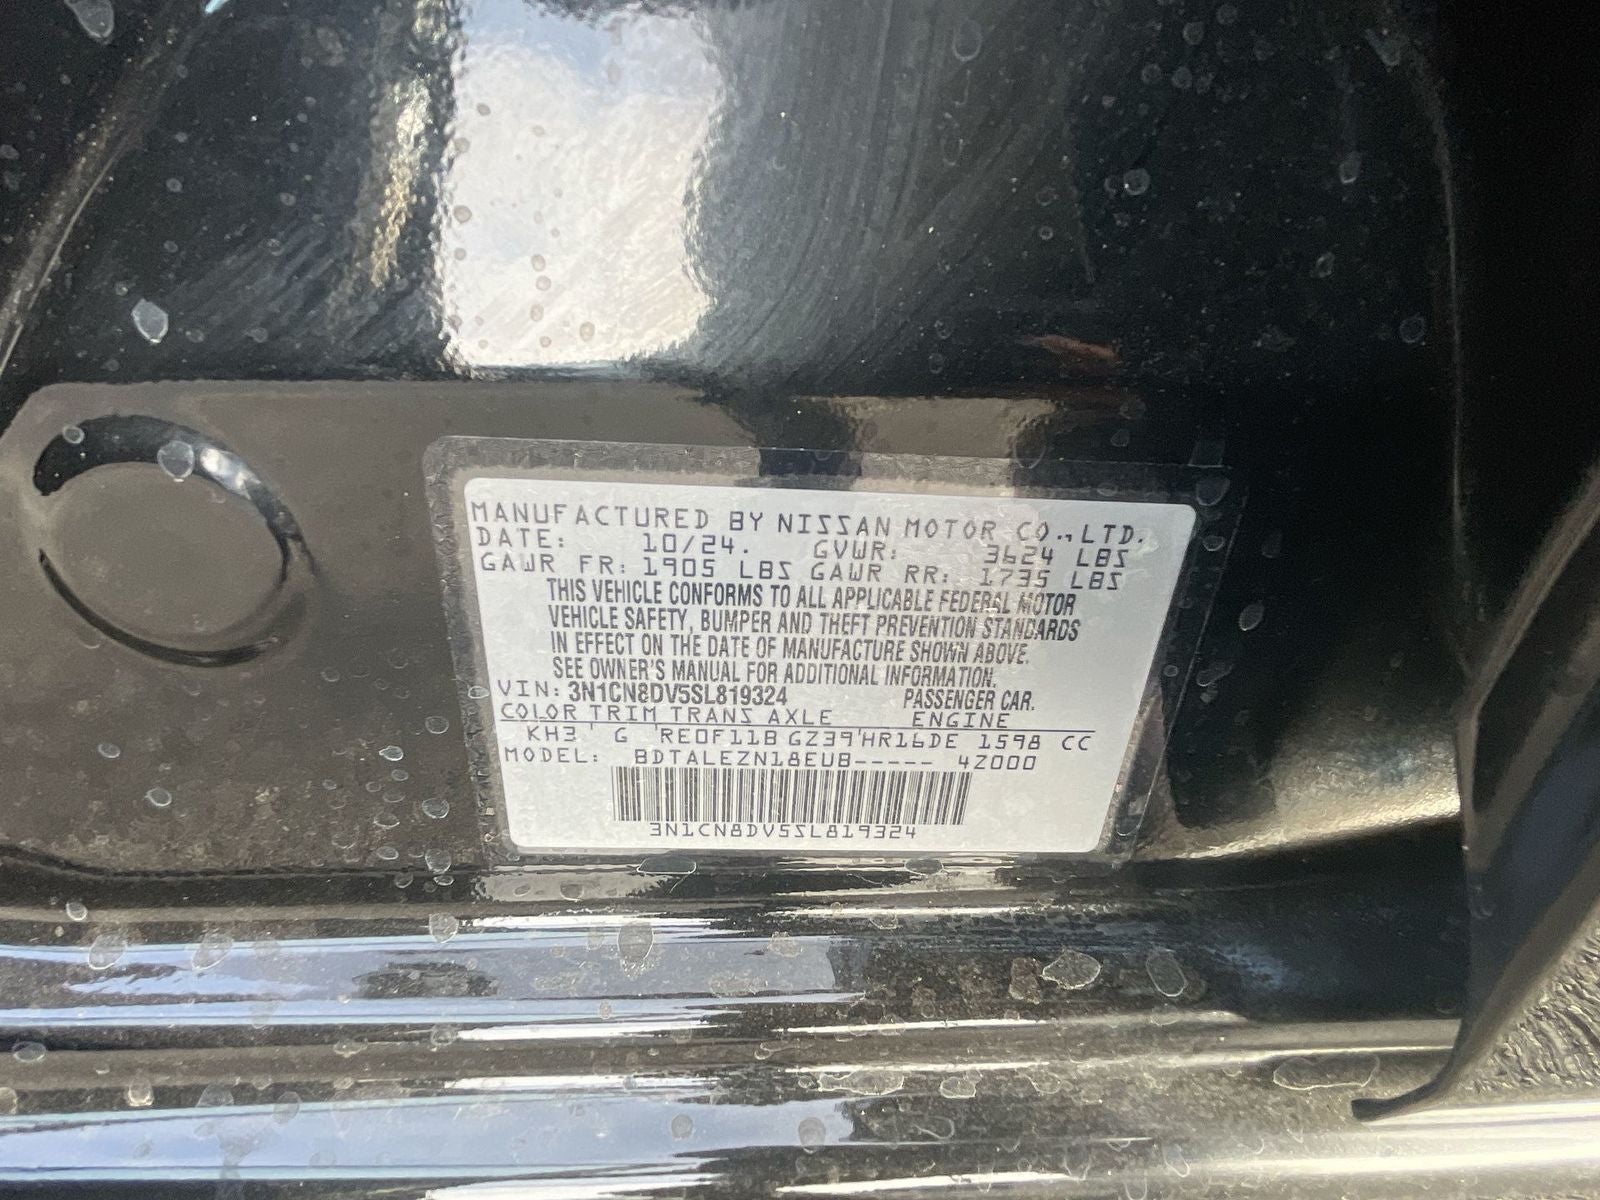 MANUFACTURED BY NISSAN MOTOR CO.,LTD.
DATE: 10/24. GVWR: 3624 LBS
GAWR FR: 1905 LBS GAWR RR: 1735 LBS
THIS VEHICLE CONFORMS TO ALL APPLICABLE FEDERAL MOTOR
VEHICLE SAFETY, BUMPER AND THEFT PREVENTION STANDARDS
IN EFFECT ON THE DATE OF MANUFACTURE SHOWN ABOVE.
SEE OWNER'S MANUAL FOR ADDITIONAL INFORMATION.
VIN: 3N1CN8DV5SL819324 PASSENGER CAR.
COLOR TRIM TRANS AXLE ENGINE
KH3 ' G 'RE0F11B GZ39'HR16DE 1598 CC
MODEL: BDTALEZN18EUB----- 4Z000
3N1CN8DV5SL819324